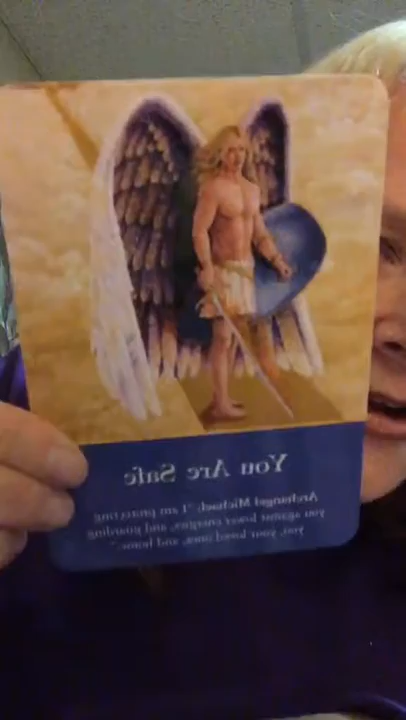 You Are Safe
Archangel Michael: "I am protecting
you against lower energies, and guarding
you, your loved ones, and home."